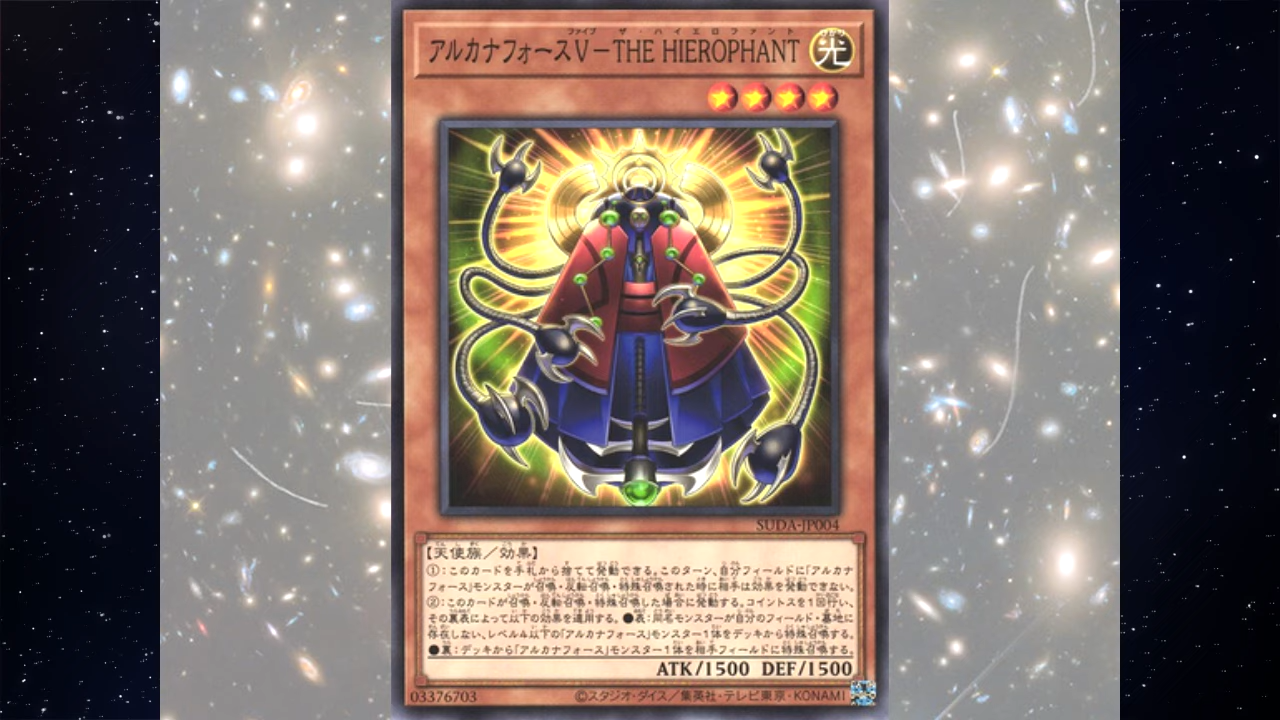 アルカナフォースⅤ－THE HIEROPHANT 光
SUDA-JP004
【天使族／効果】
①：このカードを手札から捨てて発動できる。このターン、自分フィールドに「アルカナ
フォース」モンスターが召喚・反転召喚・特殊召喚された時に相手は効果を発動できない。
②：このカードが召喚・反転召喚・特殊召喚した場合に発動する。コイントスを１回行い、
その裏表によって以下の効果を適用する。●表：同名モンスターが自分のフィールド・墓地に
存在しない、レベル４以下の「アルカナフォース」モンスター１体をデッキから特殊召喚する。
●裏：デッキから「アルカナフォース」モンスター１体を相手フィールドに特殊召喚する。
ATK/1500 DEF/1500
03376703 ©スタジオ・ダイス／集英社・テレビ東京・KONAMI